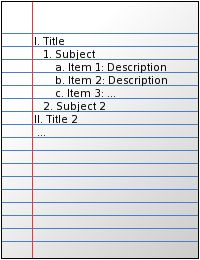 I. Title
1. Subject
a. Item 1: Description
b. Item 2: Description
c. Item 3: ...
2. Subject 2
II. Title 2
...